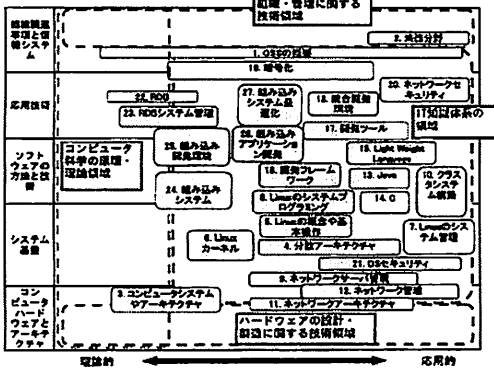 組織・管理に関する
技術領域
組織関連
事項と情
報システ
ム
2. 法務分野
1. OSSの概要
19. 暗号化
応用技術
20. ネットワークセ
キュリティ
22. RDB
23. RDBシステム管理
27. 組み込み
システム最
適化
18. 統合開発
環境
17. 開発ツール
領域
コンピュータ
科学の原理・
理論領域
25. 組み込み
開発環境
26. 組み込み
アプリケーショ
ン開発
ソフト
ウェアの
方法と技
術
15. Light Weight
Language
16. 開発フレーム
ワーク
13. Java
10. クラス
タシステ
ム構築
24. 組み込み
システム
8. Linuxのシステムプ
ログラミング
14. C
5. Linuxの概念や基
本操作
7. Linuxのシス
テム管理
システム
基盤
6. Linux
カーネル
4. 分散アーキテクチャ
21. OSセキュリティ
9. ネットワークサーバ管理
12. ネットワーク管理
コン
ピュータ
ハード
ウェアと
アーキテ
クチャ
3. コンピュータシステム
やアーキテクチャ
11. ネットワークアーキテクチャ
ハードウェアの設計・
製造に関する技術領域
理論的
応用的